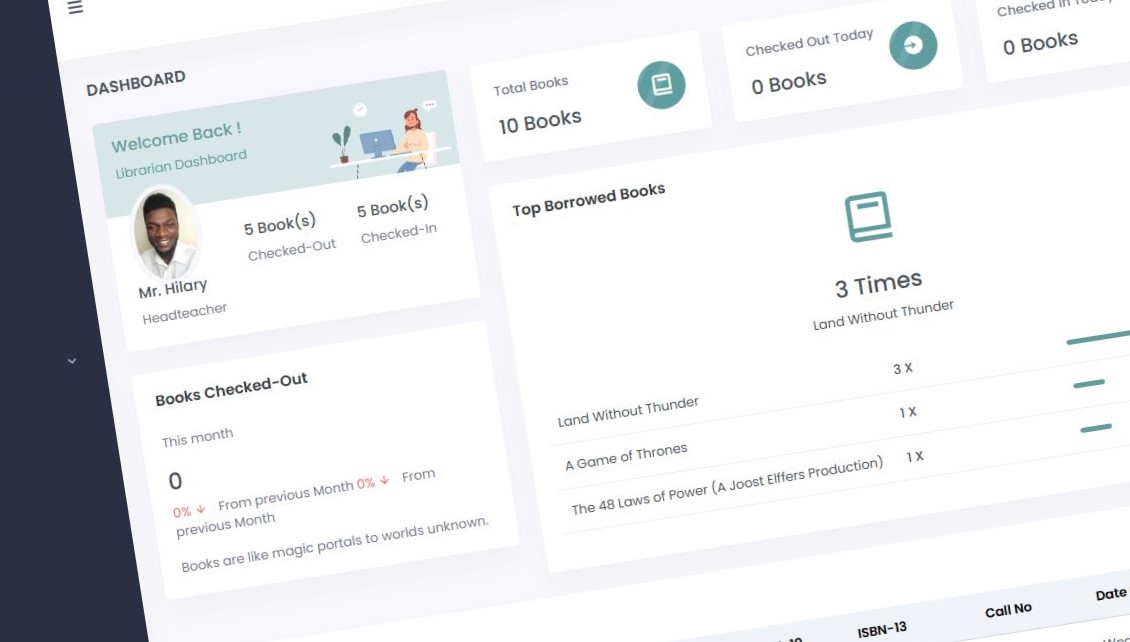 DASHBOARD
Welcome Back !
Librarian Dashboard
5 Book(s)
Checked-Out
5 Book(s)
Checked-In
Mr. Hilary
Headteacher
Total Books
10 Books
Checked Out Today
0 Books
Checked In Today
0 Books
Top Borrowed Books
3 Times
Land Without Thunder
Land Without Thunder 3 X
A Game of Thrones 1 X
The 48 Laws of Power (A Joost Elffers Production) 1 X
Books Checked-Out
This month
0
0% ↓ From previous Month 0% ↓ From
previous Month
Books are like magic portals to worlds unknown.
ISBN-13 Call No Date